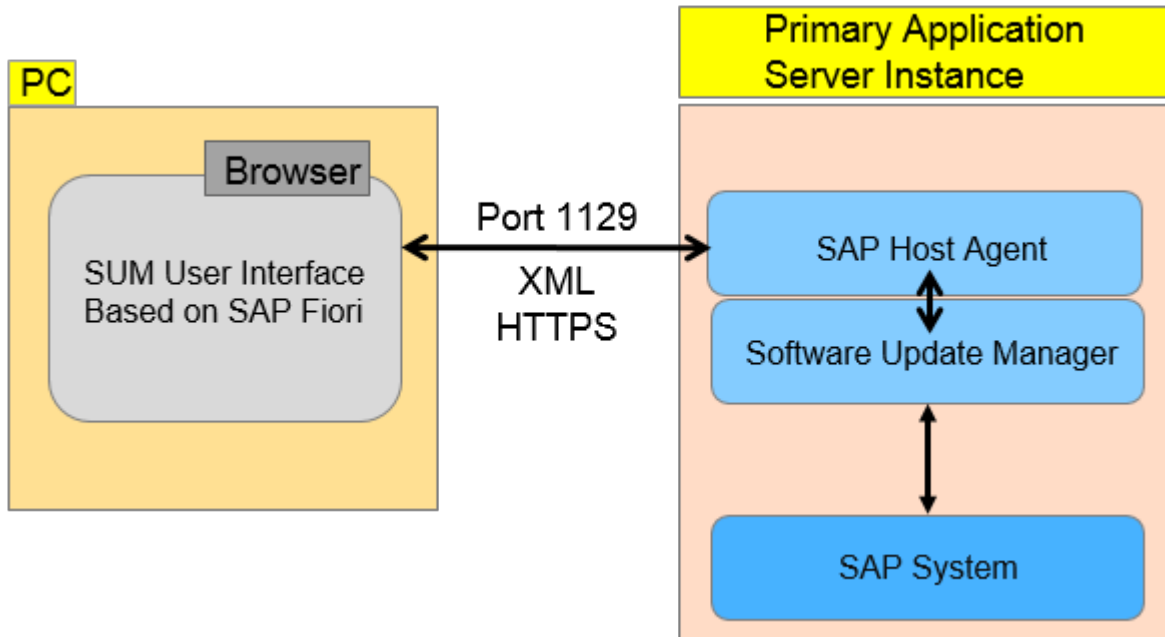 PC
Browser
SUM User Interface
Based on SAP Fiori
Port 1129
XML
HTTPS
Primary Application
Server Instance
SAP Host Agent
Software Update Manager
SAP System